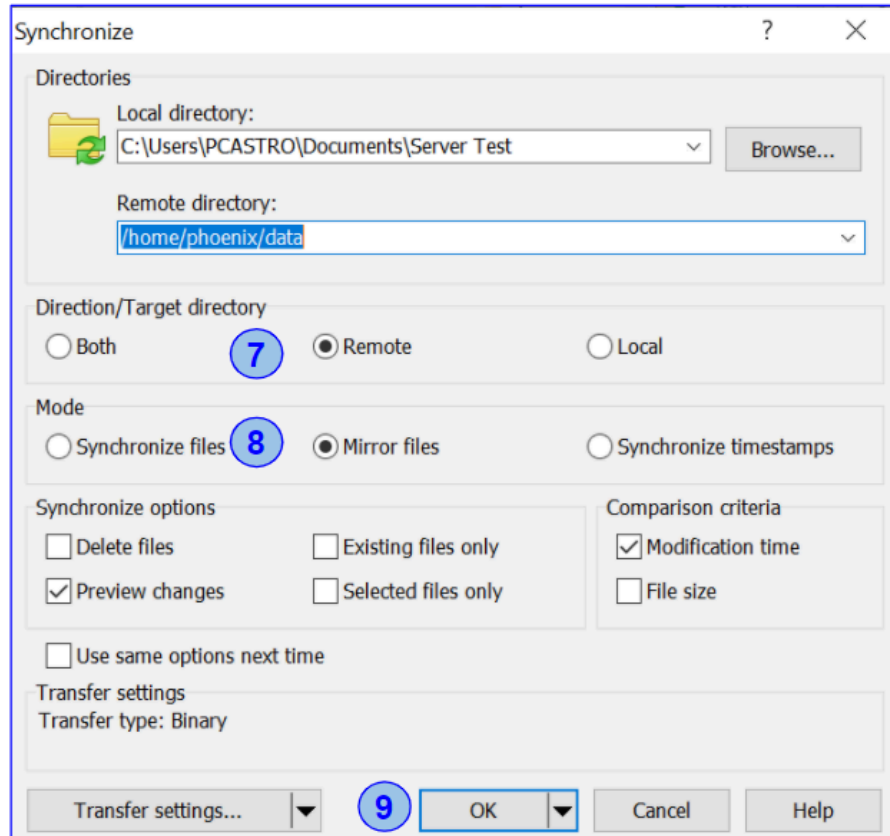 Synchronize ?
Directories
Local directory:
C:\Users\PCASTRO\Documents\Server Test
Browse...
Remote directory:
/home/phoenix/data
Direction/Target directory
Both 7 Remote Local
Mode
Synchronize files 8 Mirror files Synchronize timestamps
Synchronize options Comparison criteria
Delete files Existing files only Modification time
Preview changes Selected files only File size
Use same options next time
Transfer settings
Transfer type: Binary
Transfer settings... 9 OK Cancel Help